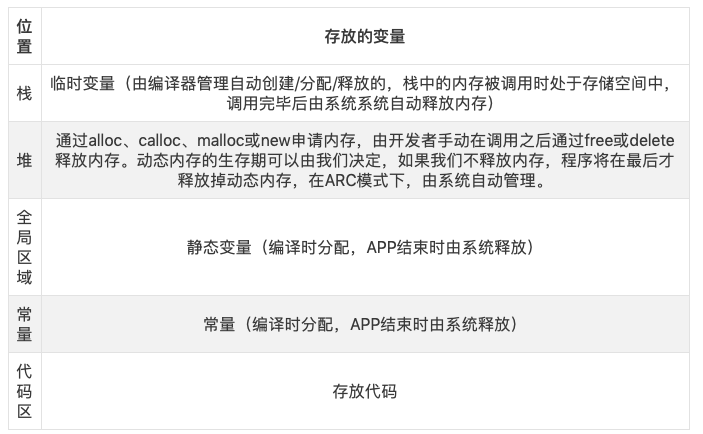 位
置
存放的变量
栈
临时变量（由编译器管理自动创建/分配/释放的，栈中的内存被调用时处于存储空间中，
调用完毕后由系统系统自动释放内存）
堆
通过alloc、calloc、malloc或new申请内存，由开发者手动在调用之后通过free或delete
释放内存。动态内存的生存期可以由我们决定，如果我们不释放内存，程序将在最后才
释放掉动态内存，在ARC模式下，由系统自动管理。
全
局
区
域
静态变量（编译时分配，APP结束时由系统释放）
常
量
常量（编译时分配，APP结束时由系统释放）
代
码
区
存放代码